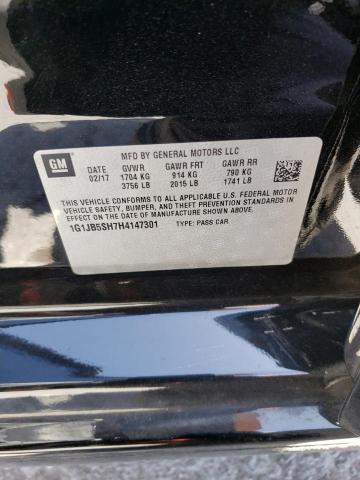 GM
MFD BY GENERAL MOTORS LLC
DATE GVWR GAWR FRT GAWR RR
02/17 1704 KG 914 KG 790 KG
3756 LB 2015 LB 1741 LB
THIS VEHICLE CONFORMS TO ALL APPLICABLE U.S. FEDERAL MOTOR
VEHICLE SAFETY, BUMPER, AND THEFT PREVENTION STANDARDS
IN EFFECT ON THE DATE OF MANUFACTURE SHOWN ABOVE.
1G1JB5SH7H4147301 TYPE: PASS CAR